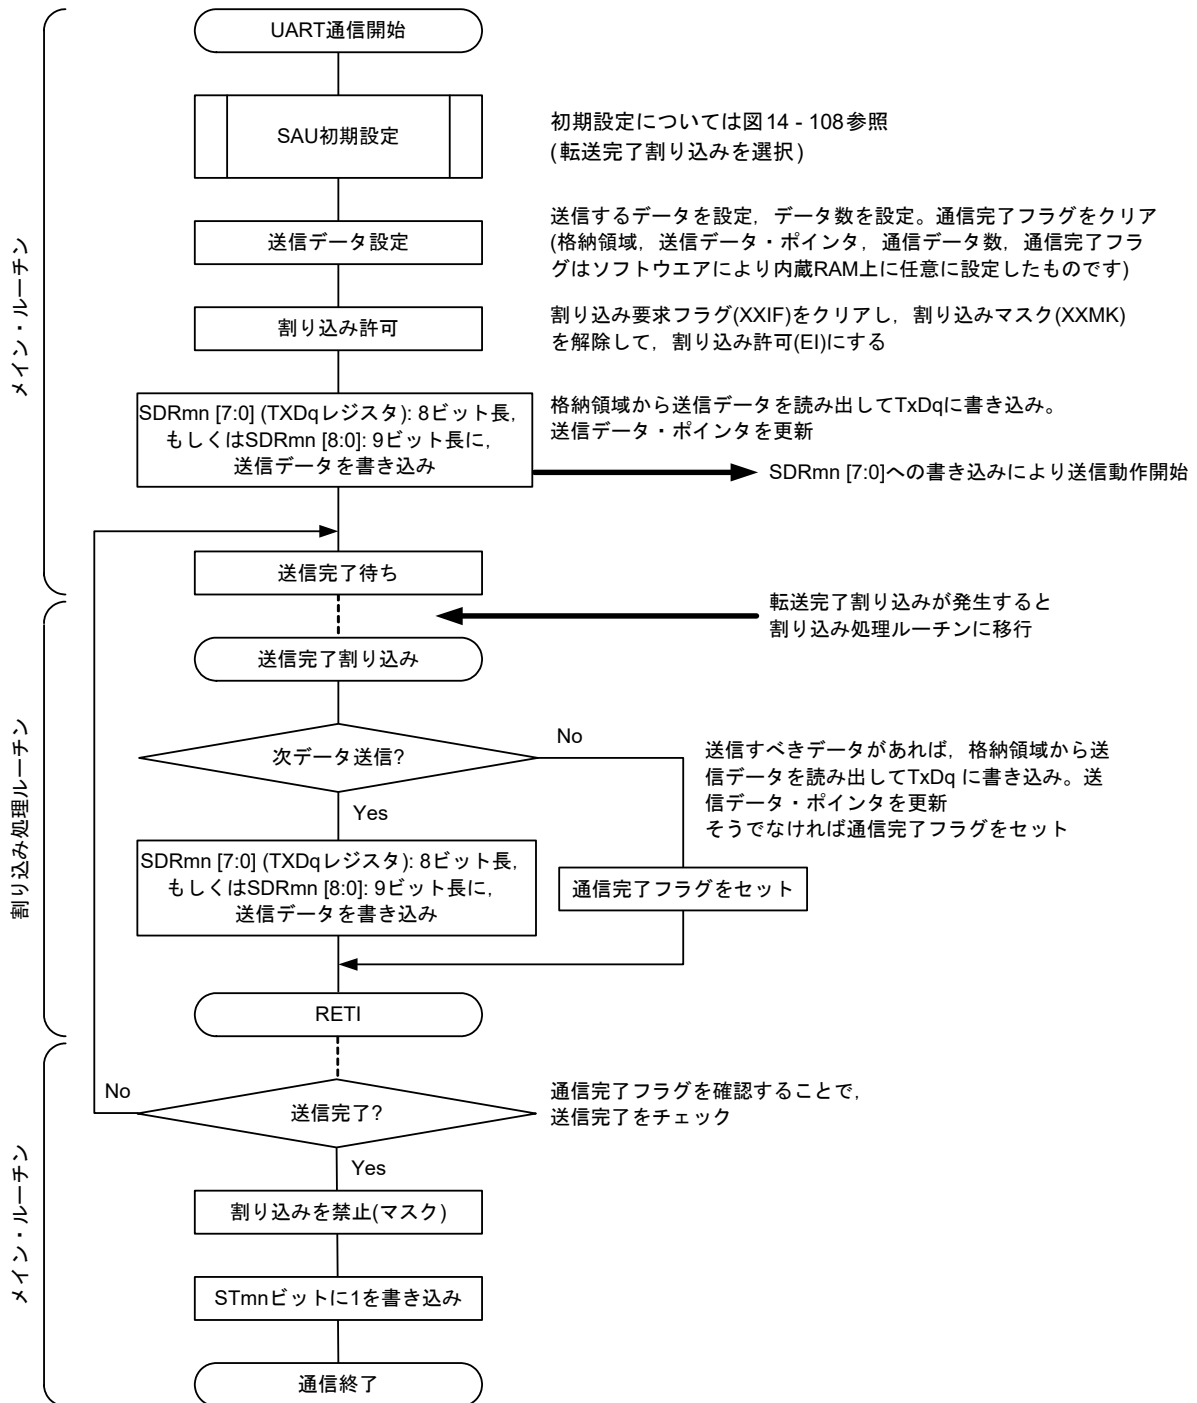 UART通信開始
SAU初期設定
初期設定については図14 - 108参照
(転送完了割り込みを選択)
メイン・ルーチン
送信データ設定
送信するデータを設定，データ数を設定。通信完了フラグをクリア
(格納領域，送信データ・ポインタ，通信データ数，通信完了フラ
グはソフトウエアにより内蔵RAM上に任意に設定したものです)
割り込み許可
割り込み要求フラグ(XXIF)をクリアし，割り込みマスク(XXMK)
を解除して，割り込み許可(EI)にする
SDRmn [7:0] (TXDqレジスタ): 8ビット長，
もしくはSDRmn [8:0]: 9ビット長に，
送信データを書き込み
格納領域から送信データを読み出してTxDqに書き込み。
送信データ・ポインタを更新
SDRmn [7:0]への書き込みにより送信動作開始
送信完了待ち
転送完了割り込みが発生すると
割り込み処理ルーチンに移行
送信完了割り込み
割り込み処理ルーチン
次データ送信?
No
Yes
送信すべきデータがあれば，格納領域から送
信データを読み出してTxDq に書き込み。送
信データ・ポインタを更新
そうでなければ通信完了フラグをセット
SDRmn [7:0] (TXDqレジスタ): 8ビット長，
もしくはSDRmn [8:0]: 9ビット長に，
送信データを書き込み
通信完了フラグをセット
RETI
メイン・ルーチン
No
送信完了?
通信完了フラグを確認することで，
送信完了をチェック
Yes
割り込みを禁止(マスク)
STmnビットに1を書き込み
通信終了